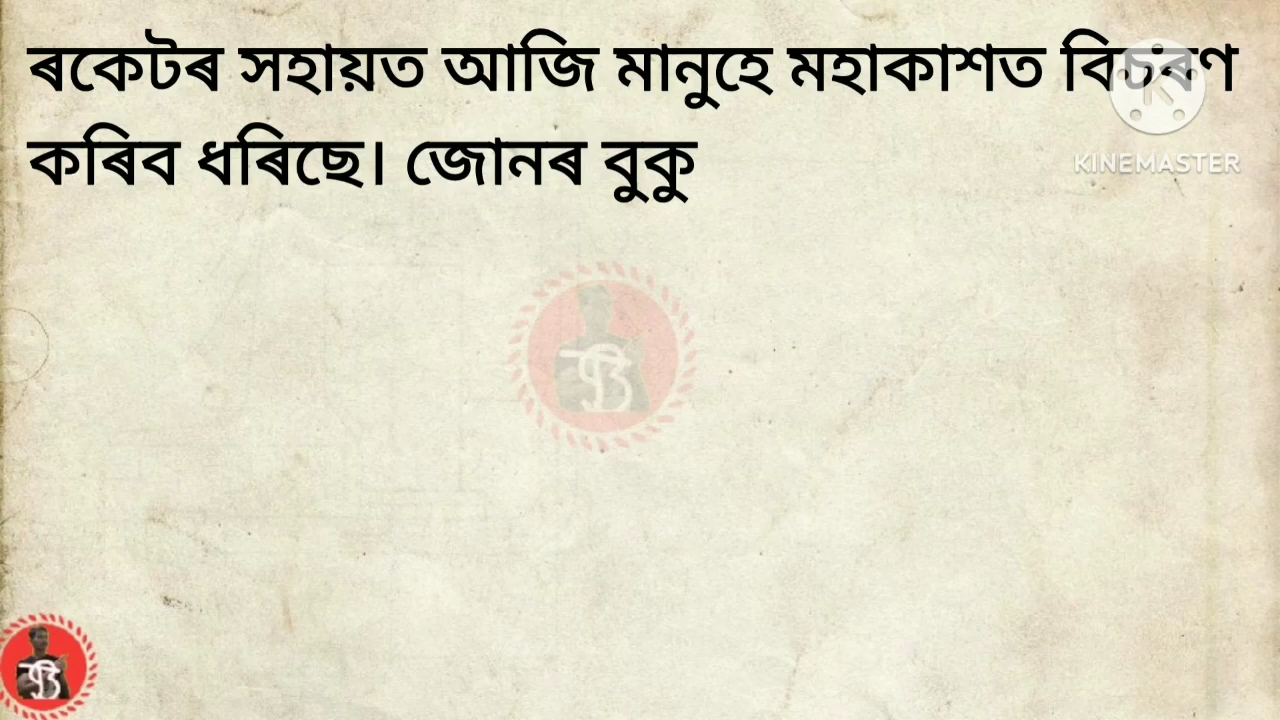 ৰকেটৰ সহায়ত আজি মানুহে মহাকাশত বিচৰণ
কৰিব ধৰিছে। জোনৰ বুকু
KINEMASTER